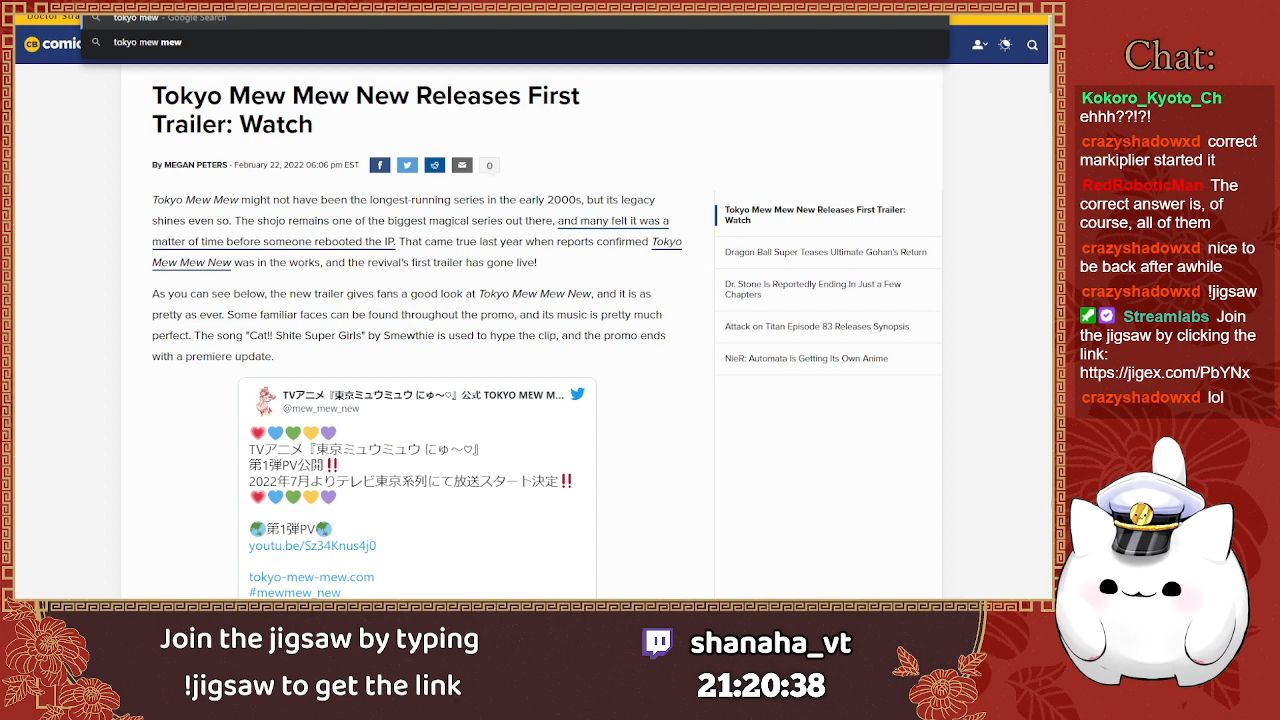 Doctor Stra
tokyo mew - Google Search
tokyo mew mew
CB comic
Tokyo Mew Mew New Releases First
Trailer: Watch
By MEGAN PETERS - February 22, 2022 06:06 pm EST
0
Tokyo Mew Mew might not have been the longest-running series in the early 2000s, but its legacy
shines even so. The shojo remains one of the biggest magical series out there, and many felt it was a
matter of time before someone rebooted the IP. That came true last year when reports confirmed Tokyo
Mew Mew New was in the works, and the revival's first trailer has gone live!
As you can see below, the new trailer gives fans a good look at Tokyo Mew Mew New, and it is as
pretty as ever. Some familiar faces can be found throughout the promo, and its music is pretty much
perfect. The song "Cat!! Shite Super Girls" by Smewthie is used to hype the clip, and the promo ends
with a premiere update.
TVアニメ『東京ミュウミュウ にゅ～♡』公式 TOKYO MEW M...
@mew_mew_new
💗💙💚💛💜
TVアニメ『東京ミュウミュウ にゅ～♡』
第1弾PV公開‼
2022年7月よりテレビ東京系列にて放送スタート決定‼
💗💙💚💛💜
🌏第1弾PV🌏
youtu.be/Sz34Knus4j0
tokyo-mew-mew.com
#mewmew_new
Tokyo Mew Mew New Releases First Trailer:
Watch
Dragon Ball Super Teases Ultimate Gohan's Return
Dr. Stone Is Reportedly Ending In Just a Few
Chapters
Attack on Titan Episode 83 Releases Synopsis
NieR: Automata Is Getting Its Own Anime
Chat:
Kokoro_Kyoto_Ch
ehhh??!?!
crazyshadowxd correct
markiplier started it
RedRoboticMan The
correct answer is, of
course, all of them
crazyshadowxd nice to
be back after awhile
crazyshadowxd !jigsaw
Streamlabs Join
the jigsaw by clicking the
link:
https://jigex.com/PbYNx
crazyshadowxd lol
Join the jigsaw by typing
!jigsaw to get the link
shanaha_vt
21:20:38